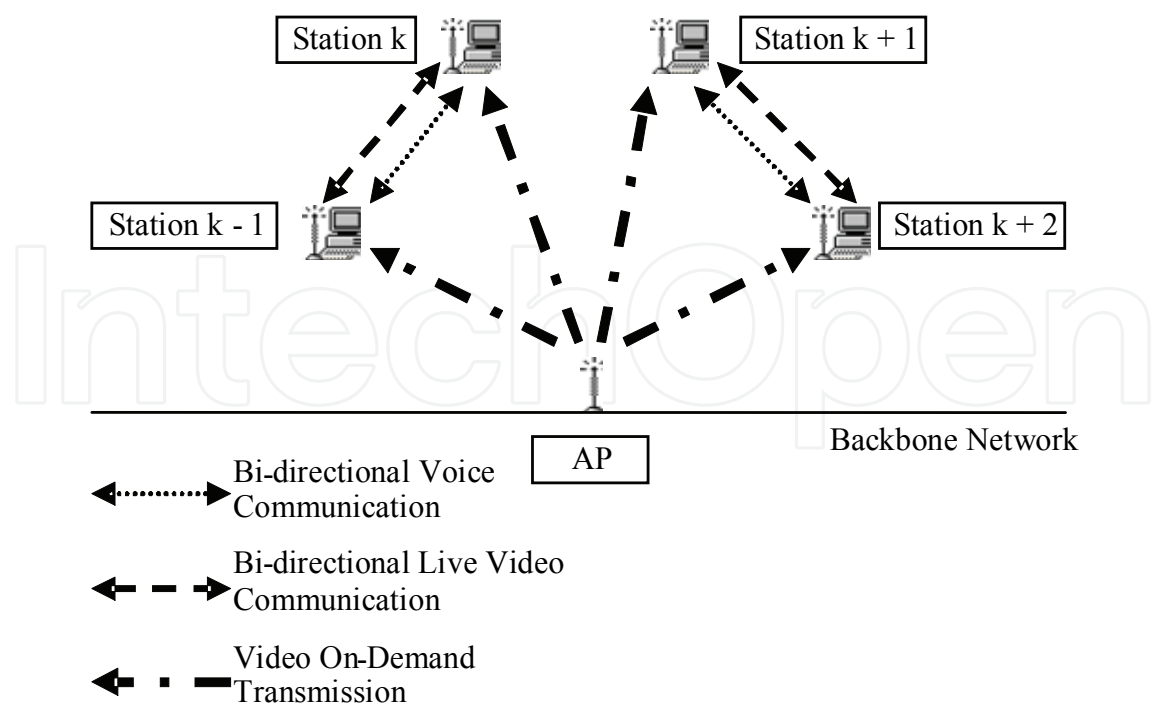 Station k
Station k + 1
Station k - 1
Station k + 2
IntechOpen
Backbone Network
AP
Bi-directional Voice
Communication
Bi-directional Live Video
Communication
Video On-Demand
Transmission